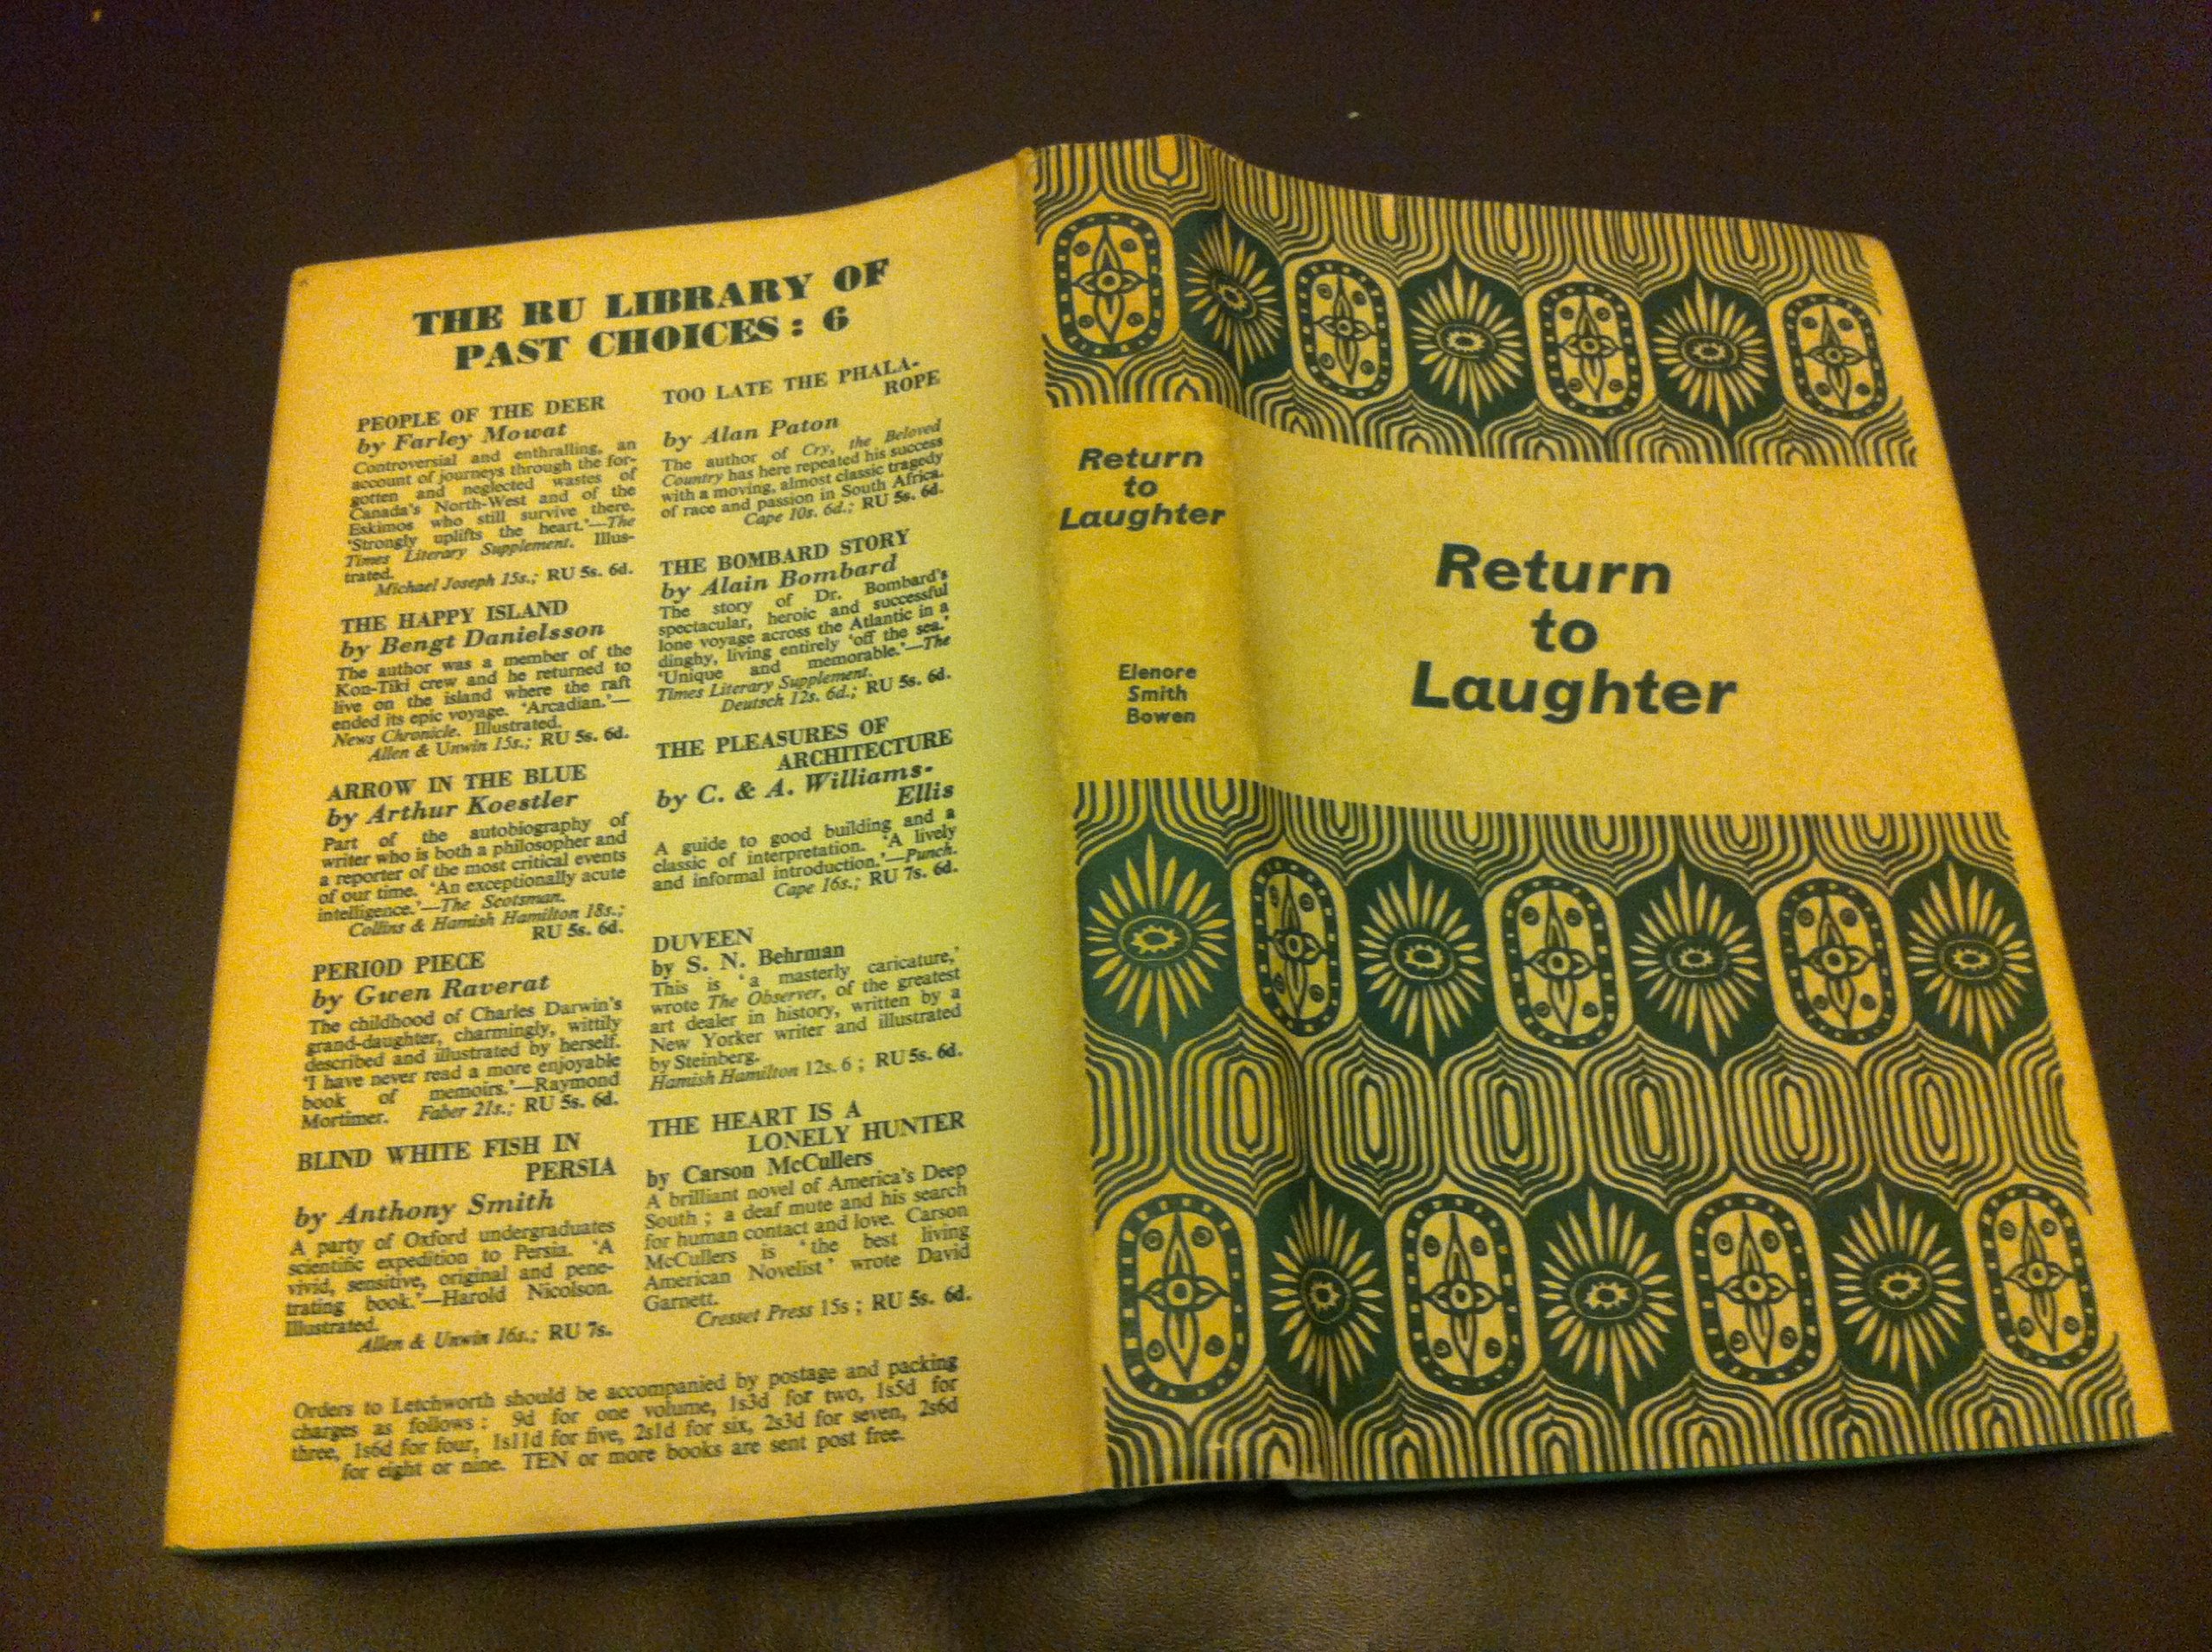 THE RU LIBRARY OF
PAST CHOICES : 6
PEOPLE OF THE DEER
by Farley Mowat
Controversial and enthralling, an
account of journeys through the for-
gotten and neglected wastes of
Canada's North-West and of the
Eskimos who still survive there.
'Strongly uplifts the heart.'—The
Times Literary Supplement. Illus-
trated.
Michael Joseph 15s.; RU 5s. 6d.
THE HAPPY ISLAND
by Bengt Danielsson
The author was a member of the
Kon-Tiki crew and he returned to
live on the island where the raft
ended its epic voyage. 'Arcadian.'—
News Chronicle. Illustrated.
Allen & Unwin 15s.; RU 5s. 6d.
ARROW IN THE BLUE
by Arthur Koestler
Part of the autobiography of
writer who is both a philosopher and
a reporter of the most critical events
of our time. 'An exceptionally acute
intelligence.'—The Scotsman.
Collins & Hamish Hamilton 18s.;
RU 5s. 6d.
PERIOD PIECE
by Gwen Raverat
The childhood of Charles Darwin's
grand-daughter, charmingly, wittily
described and illustrated by herself.
'I have never read a more enjoyable
book of memoirs.'—Raymond
Mortimer. Faber 21s.; RU 5s. 6d.
BLIND WHITE FISH IN
PERSIA
by Anthony Smith
A party of Oxford undergraduates
scientific expedition to Persia. 'A
vivid, sensitive, original and pene-
trating book.'—Harold Nicolson.
Illustrated.
Allen & Unwin 16s.; RU 7s.
TOO LATE THE PHALA-
ROPE
by Alan Paton
The author of Cry, the Beloved
Country has here repeated his success
with a moving, almost classic tragedy
of race and passion in South Africa.
Cape 10s. 6d.; RU 5s. 6d.
THE BOMBARD STORY
by Alain Bombard
The story of Dr. Bombard's
spectacular, heroic and successful
lone voyage across the Atlantic in a
dinghy, living entirely 'off the sea.'
'Unique and memorable.'—The
Times Literary Supplement.
Deutsch 12s. 6d.; RU 5s. 6d.
THE PLEASURES OF
ARCHITECTURE
by C. & A. Williams-
Ellis
A guide to good building and a
classic of interpretation. 'A lively
and informal introduction.'—Punch.
Cape 16s.; RU 7s. 6d.
DUVEEN
by S. N. Behrman
This is 'a masterly caricature,'
wrote The Observer, of the greatest
art dealer in history, written by a
New Yorker writer and illustrated
by Steinberg.
Hamish Hamilton 12s. 6 ; RU 5s. 6d.
THE HEART IS A
LONELY HUNTER
by Carson McCullers
A brilliant novel of America's Deep
South ; a deaf mute and his search
for human contact and love. Carson
McCullers is 'the best living
American Novelist' wrote David
Garnett.
Cresset Press 15s ; RU 5s. 6d.
Orders to Letchworth should be accompanied by postage and packing
charges as follows : 9d for one volume, 1s3d for two, 1s5d for
three, 1s6d for four, 1s11d for five, 2s1d for six, 2s3d for seven, 2s6d
for eight or nine. TEN or more books are sent post free.
Return
to
Laughter
Elenore
Smith
Bowen
Return
to
Laughter